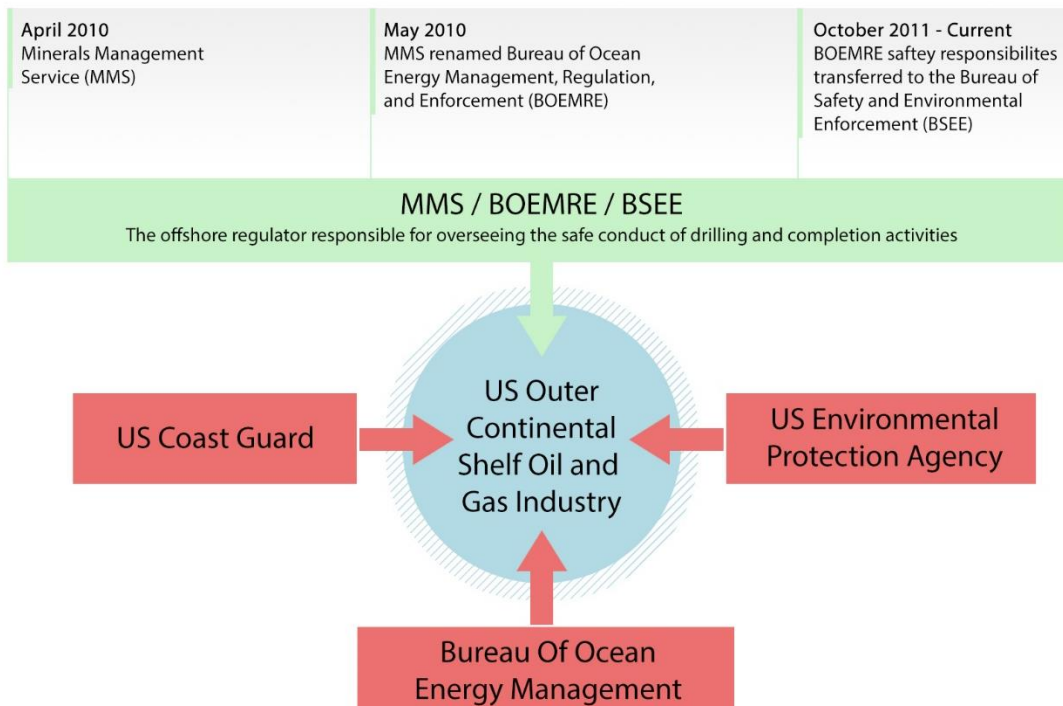 April 2010
Minerals Management
Service (MMS)
May 2010
MMS renamed Bureau of Ocean
Energy Management, Regulation,
and Enforcement (BOEMRE)
October 2011 - Current
BOEMRE saftey responsibilites
transferred to the Bureau of
Safety and Environmental
Enforcement (BSEE)
MMS / BOEMRE / BSEE
The offshore regulator responsible for overseeing the safe conduct of drilling and completion activities
US Outer
Continental
Shelf Oil and
Gas Industry
US Coast Guard
US Environmental
Protection Agency
Bureau Of Ocean
Energy Management